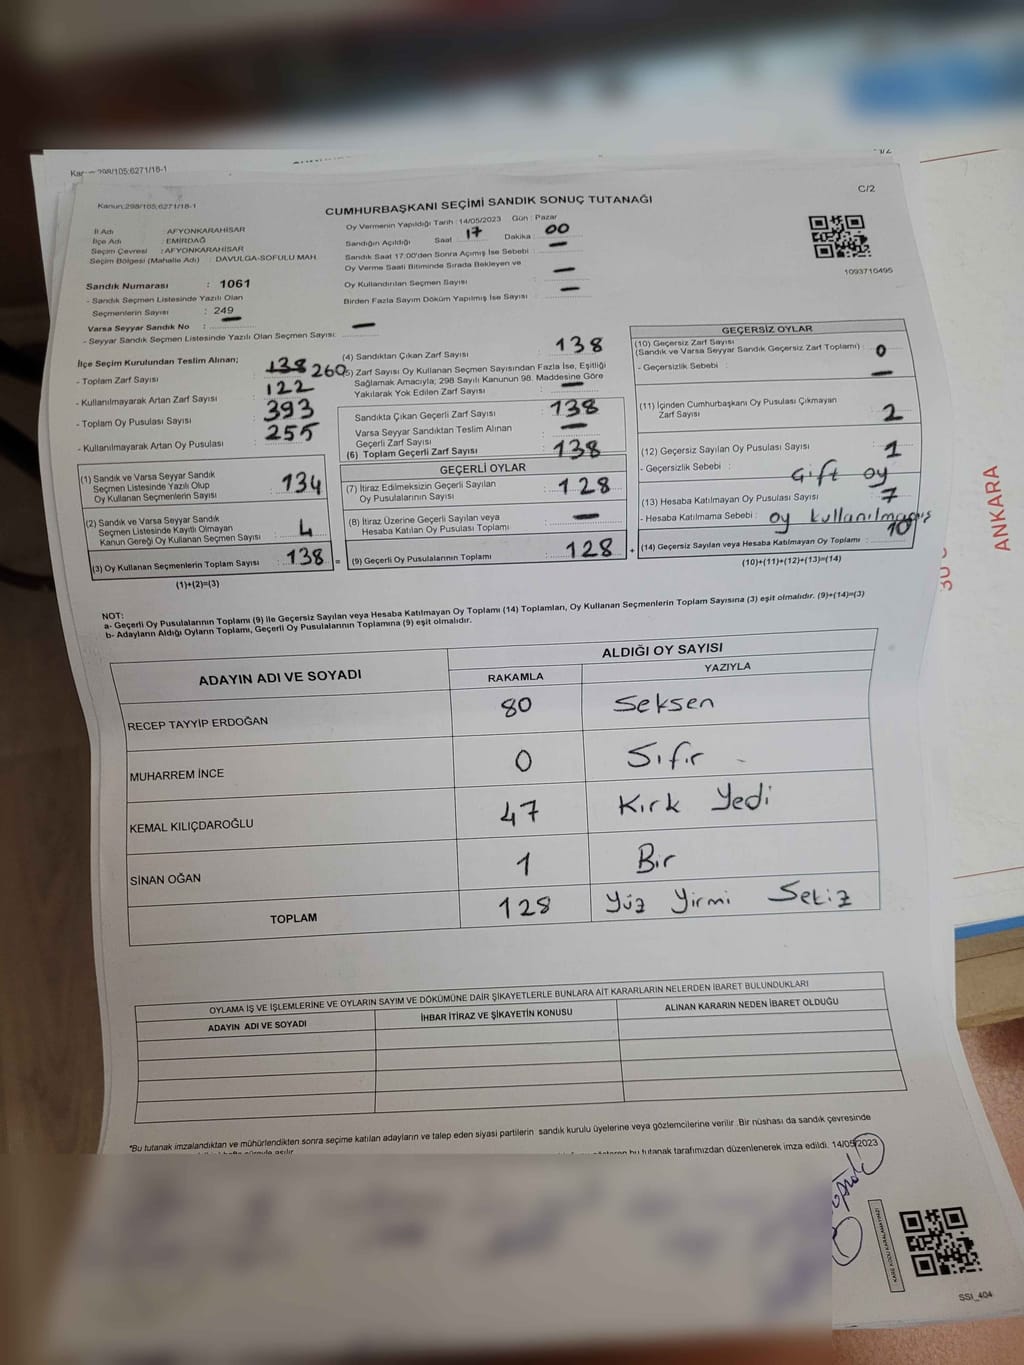 Kanun:298/105;6271/18-1
C/2
CUMHURBAŞKANI SEÇİMİ SANDIK SONUÇ TUTANAĞI
İl Adı : AFYONKARAHİSAR
İlçe Adı : EMİRDAĞ
Seçim Çevresi : AFYONKARAHİSAR
Seçim Bölgesi (Mahalle Adı) : DAVULGA-SOFULU MAH.
Sandık Numarası : 1061
- Sandık Seçmen Listesinde Yazılı Olan
Seçmenlerin Sayısı : 249
Varsa Seyyar Sandık No : —
- Seyyar Sandık Seçmen Listesinde Yazılı Olan Seçmen Sayısı: —
Oy Vermenin Yapıldığı Tarih : 14/05/2023 Gün : Pazar
Sandığın Açıldığı Saat 17 Dakika 00
Sandık Saat 17:00'den Sonra Açımış İse Sebebi : —
Oy Verme Saati Bitiminde Sırada Bekleyen ve
Oy Kullandırılan Seçmen Sayısı : —
Birden Fazla Sayım Döküm Yapılmış İse Sayısı : —
1093710495
İlçe Seçim Kurulundan Teslim Alınan;
- Toplam Zarf Sayısı : 138 260
- Kullanılmayarak Artan Zarf Sayısı : 122
- Toplam Oy Pusulası Sayısı : 393
- Kullanılmayarak Artan Oy Pusulası : 255
(1) Sandık ve Varsa Seyyar Sandık
Seçmen Listesinde Yazılı Olup
Oy Kullanan Seçmenlerin Sayısı : 134
(2) Sandık ve Varsa Seyyar Sandık
Seçmen Listesinde Kayıtlı Olmayan
Kanun Gereği Oy Kullanan Seçmen Sayısı : 4
(3) Oy Kullanan Seçmenlerin Toplam Sayısı : 138 =
(1)+(2)=(3)
(4) Sandıktan Çıkan Zarf Sayısı : 138
(5) Zarf Sayısı Oy Kullanan Seçmen Sayısından Fazla İse, Eşitliği
Sağlamak Amacıyla; 298 Sayılı Kanunun 98. Maddesine Göre
Yakılarak Yok Edilen Zarf Sayısı : —
Sandıkta Çıkan Geçerli Zarf Sayısı : 138
Varsa Seyyar Sandıktan Teslim Alınan
Geçerli Zarf Sayısı : —
(6) Toplam Geçerli Zarf Sayısı : 138
GEÇERLİ OYLAR
(7) İtiraz Edilmeksizin Geçerli Sayılan
Oy Pusulalarının Sayısı : 128
(8) İtiraz Üzerine Geçerli Sayılan veya
Hesaba Katılan Oy Pusulası Toplamı : —
(9) Geçerli Oy Pusulalarının Toplamı : 128 +
GEÇERSİZ OYLAR
(10) Geçersiz Zarf Sayısı
(Sandık ve Varsa Seyyar Sandık Geçersiz Zarf Toplamı) : 0
- Geçersizlik Sebebi : —
(11) İçinden Cumhurbaşkanı Oy Pusulası Çıkmayan
Zarf Sayısı : 2
(12) Geçersiz Sayılan Oy Pusulası Sayısı : 1
- Geçersizlik Sebebi : Gift oy
(13) Hesaba Katılmayan Oy Pusulası Sayısı : 7
- Hesaba Katılmama Sebebi : oy kullanılmamış
(14) Geçersiz Sayılan veya Hesaba Katılmayan Oy Toplamı : 10
(10)+(11)+(12)+(13)=(14)
NOT:
a- Geçerli Oy Pusulalarının Toplamı (9) ile Geçersiz Sayılan veya Hesaba Katılmayan Oy Toplamı (14) Toplamları, Oy Kullanan Seçmenlerin Toplam Sayısına (3) eşit olmalıdır. (9)+(14)=(3)
b- Adayların Aldığı Oyların Toplamı, Geçerli Oy Pusulalarının Toplamına (9) eşit olmalıdır.
ADAYIN ADI VE SOYADI
ALDIĞI OY SAYISI
RAKAMLA YAZIYLA
RECEP TAYYİP ERDOĞAN 80 Seksen
MUHARREM İNCE 0 Sıfır
KEMAL KILIÇDAROĞLU 47 Kırk Yedi
SİNAN OĞAN 1 Bir
TOPLAM 128 Yüz Yirmi Sekiz
OYLAMA İŞ VE İŞLEMLERİNE VE OYLARIN SAYIM VE DÖKÜMÜNE DAİR ŞİKAYETLERLE BUNLARA AİT KARARLARIN NELERDEN İBARET BULUNDUKLARI
ADAYIN ADI VE SOYADI İHBAR İTİRAZ VE ŞİKAYETİN KONUSU ALINAN KARARIN NEDEN İBARET OLDUĞU
*Bu tutanak imzalandıktan ve mühürlendikten sonra seçime katılan adayların ve talep eden siyasi partilerin sandık kurulu üyelerine veya gözlemcilerine verilir. Bir nüshası da sandık çevresinde
bu tutanak tarafımızdan düzenlenerek imza edildi. 14/05/2023
SSI_404
ANKARA